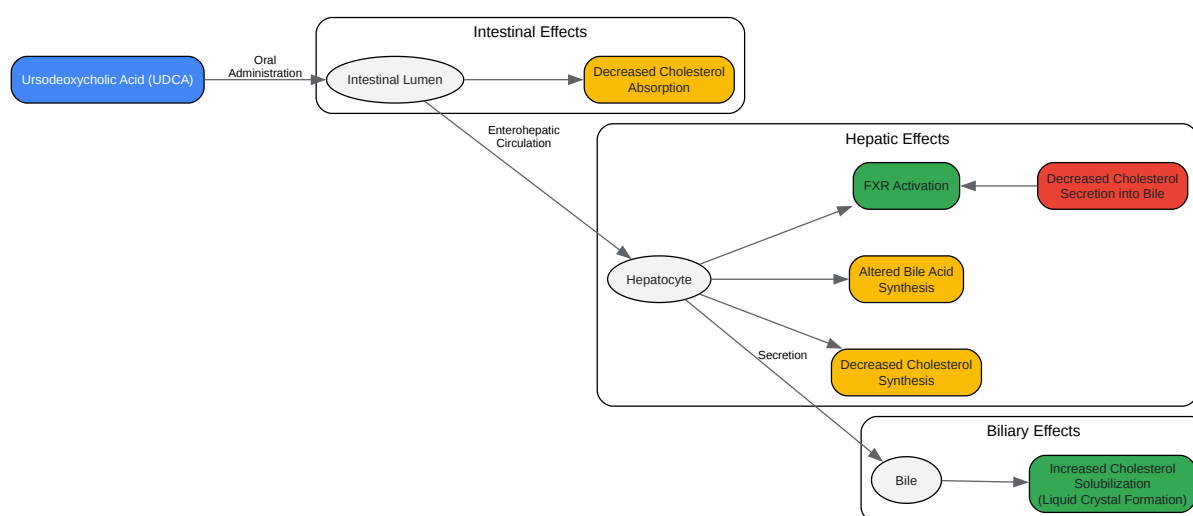 Intestinal Effects
Ursodeoxycholic Acid (UDCA)
Oral
Administration
Intestinal Lumen
Decreased Cholesterol
Absorption
Enterohepatic
Circulation
Hepatic Effects
FXR Activation
Decreased Cholesterol
Secretion into Bile
Hepatocyte
Altered Bile Acid
Synthesis
Secretion
Decreased Cholesterol
Synthesis
Biliary Effects
Bile
Increased Cholesterol
Solubilization
(Liquid Crystal Formation)